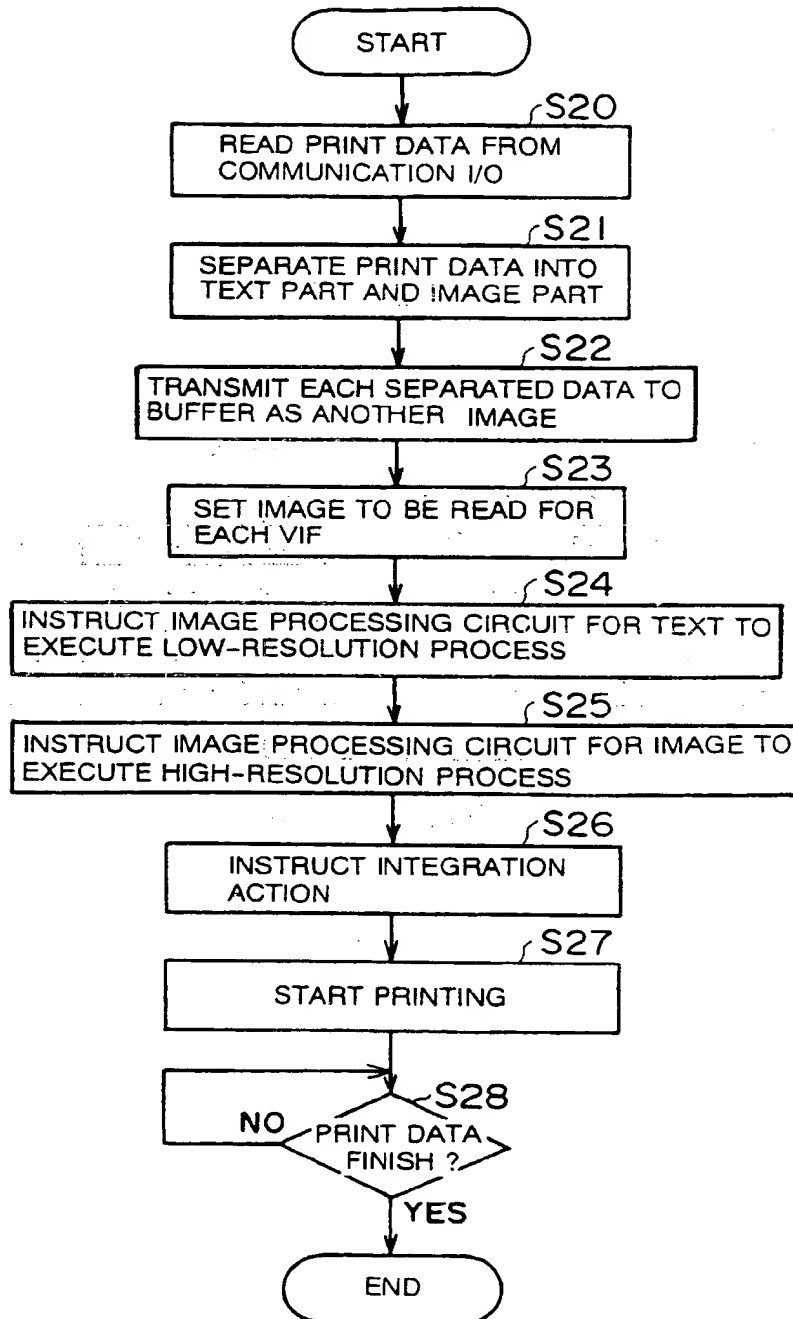 START
S20
READ PRINT DATA FROM
COMMUNICATION I/O
S21
SEPARATE PRINT DATA INTO
TEXT PART AND IMAGE PART
S22
TRANSMIT EACH SEPARATED DATA TO
BUFFER AS ANOTHER IMAGE
S23
SET IMAGE TO BE READ FOR
EACH VIF
S24
INSTRUCT IMAGE PROCESSING CIRCUIT FOR TEXT TO
EXECUTE LOW-RESOLUTION PROCESS
S25
INSTRUCT IMAGE PROCESSING CIRCUIT FOR IMAGE TO
EXECUTE HIGH-RESOLUTION PROCESS
S26
INSTRUCT INTEGRATION
ACTION
S27
START PRINTING
S28
NO
PRINT DATA
FINISH ?
YES
END